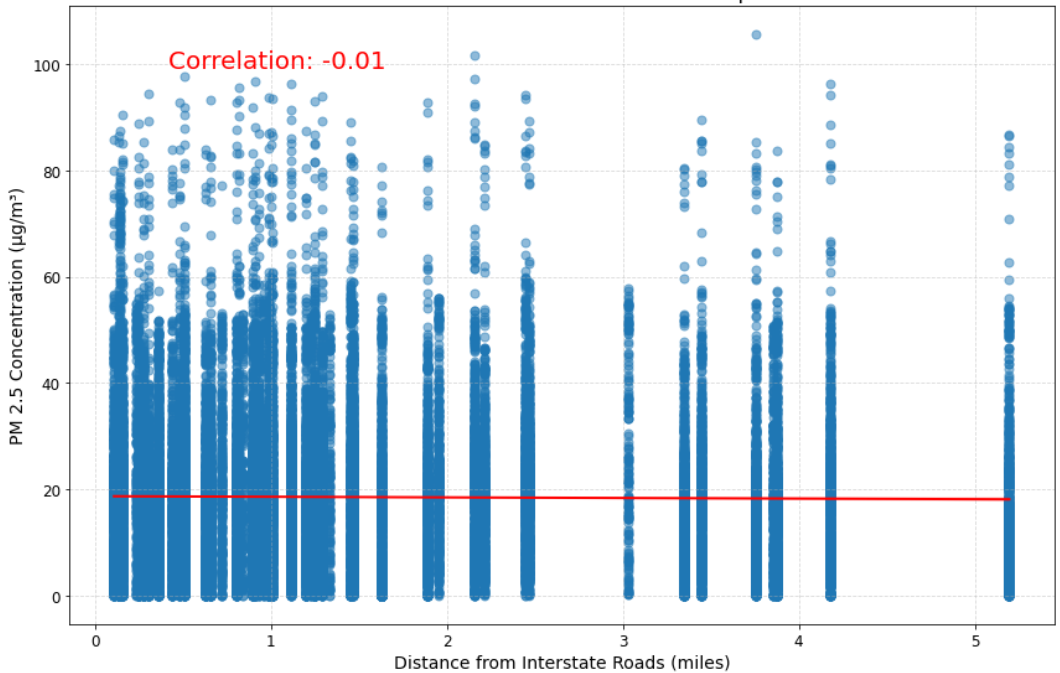 Correlation: -0.01
PM 2.5 Concentration (μg/m³)
100
80
60
40
20
0
0 1 2 3 4 5
Distance from Interstate Roads (miles)